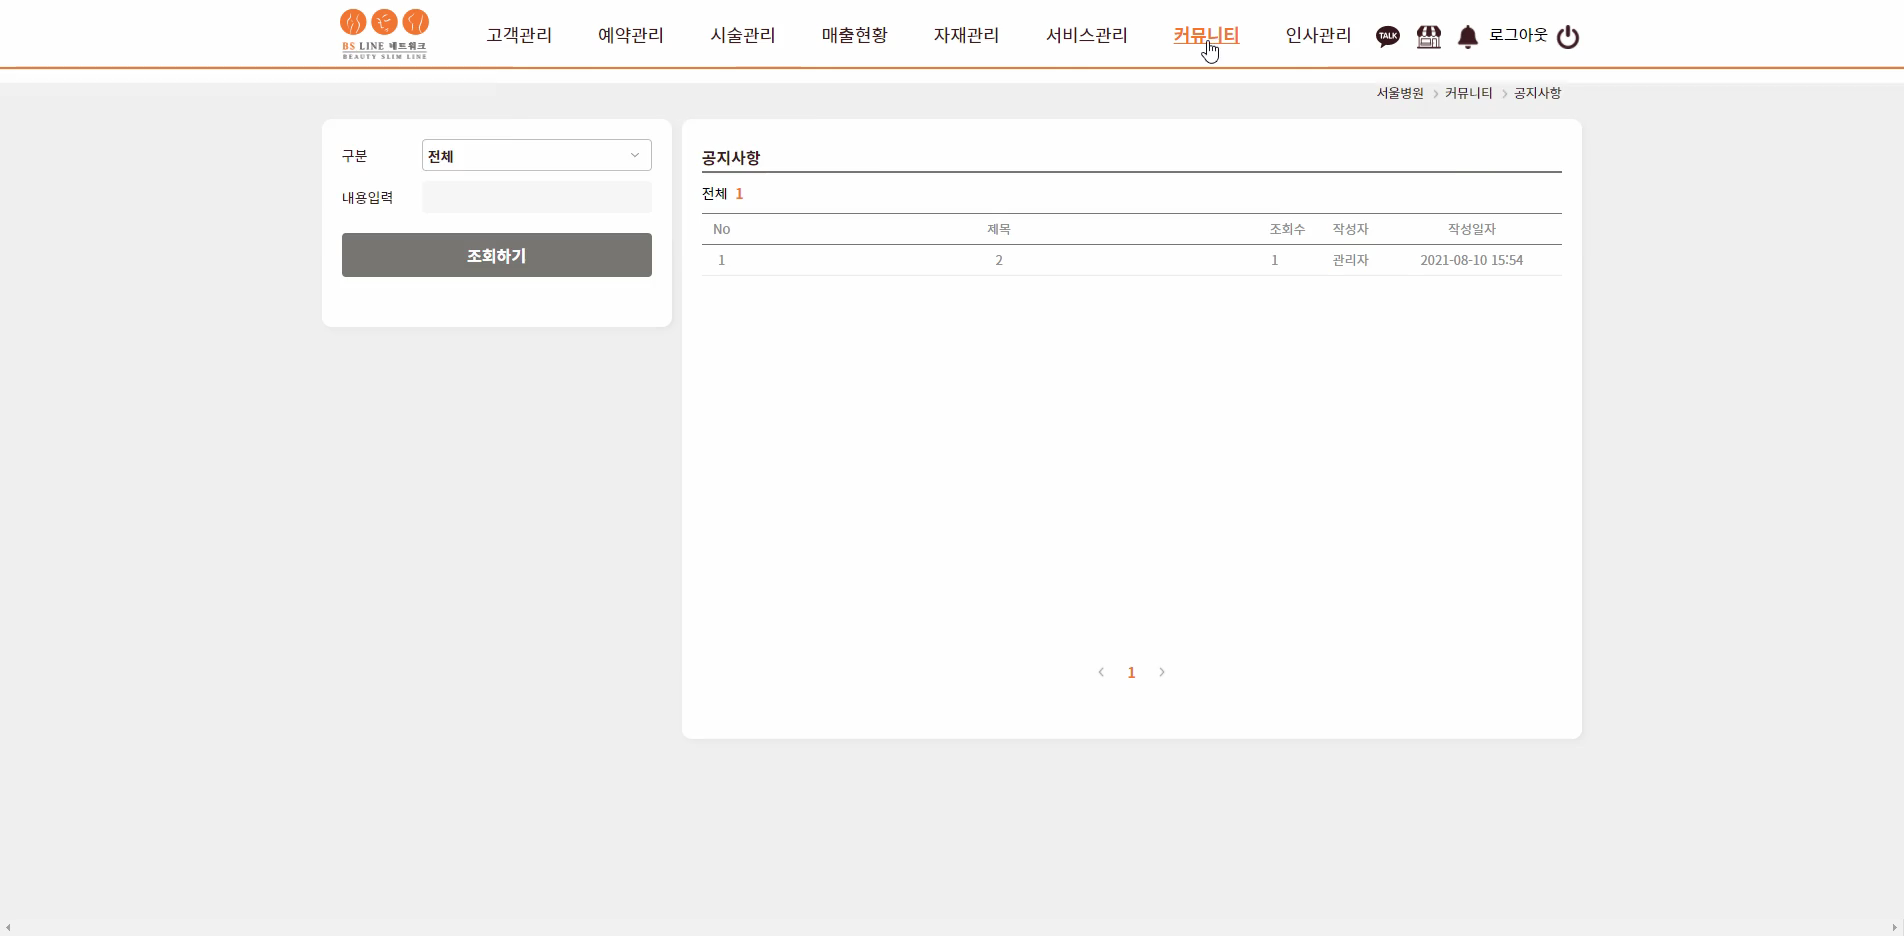 BS LINE 네트워크
BEAUTY SLIM LINE
고객관리 예약관리 시술관리 매출현황 자재관리 서비스관리 커뮤니티 인사관리 TALK 로그아웃
서울병원 > 커뮤니티 > 공지사항
구분 전체
내용입력
조회하기
공지사항
전체 1
No 제목 조회수 작성자 작성일자
1 2 1 관리자 2021-08-10 15:54
< 1 >